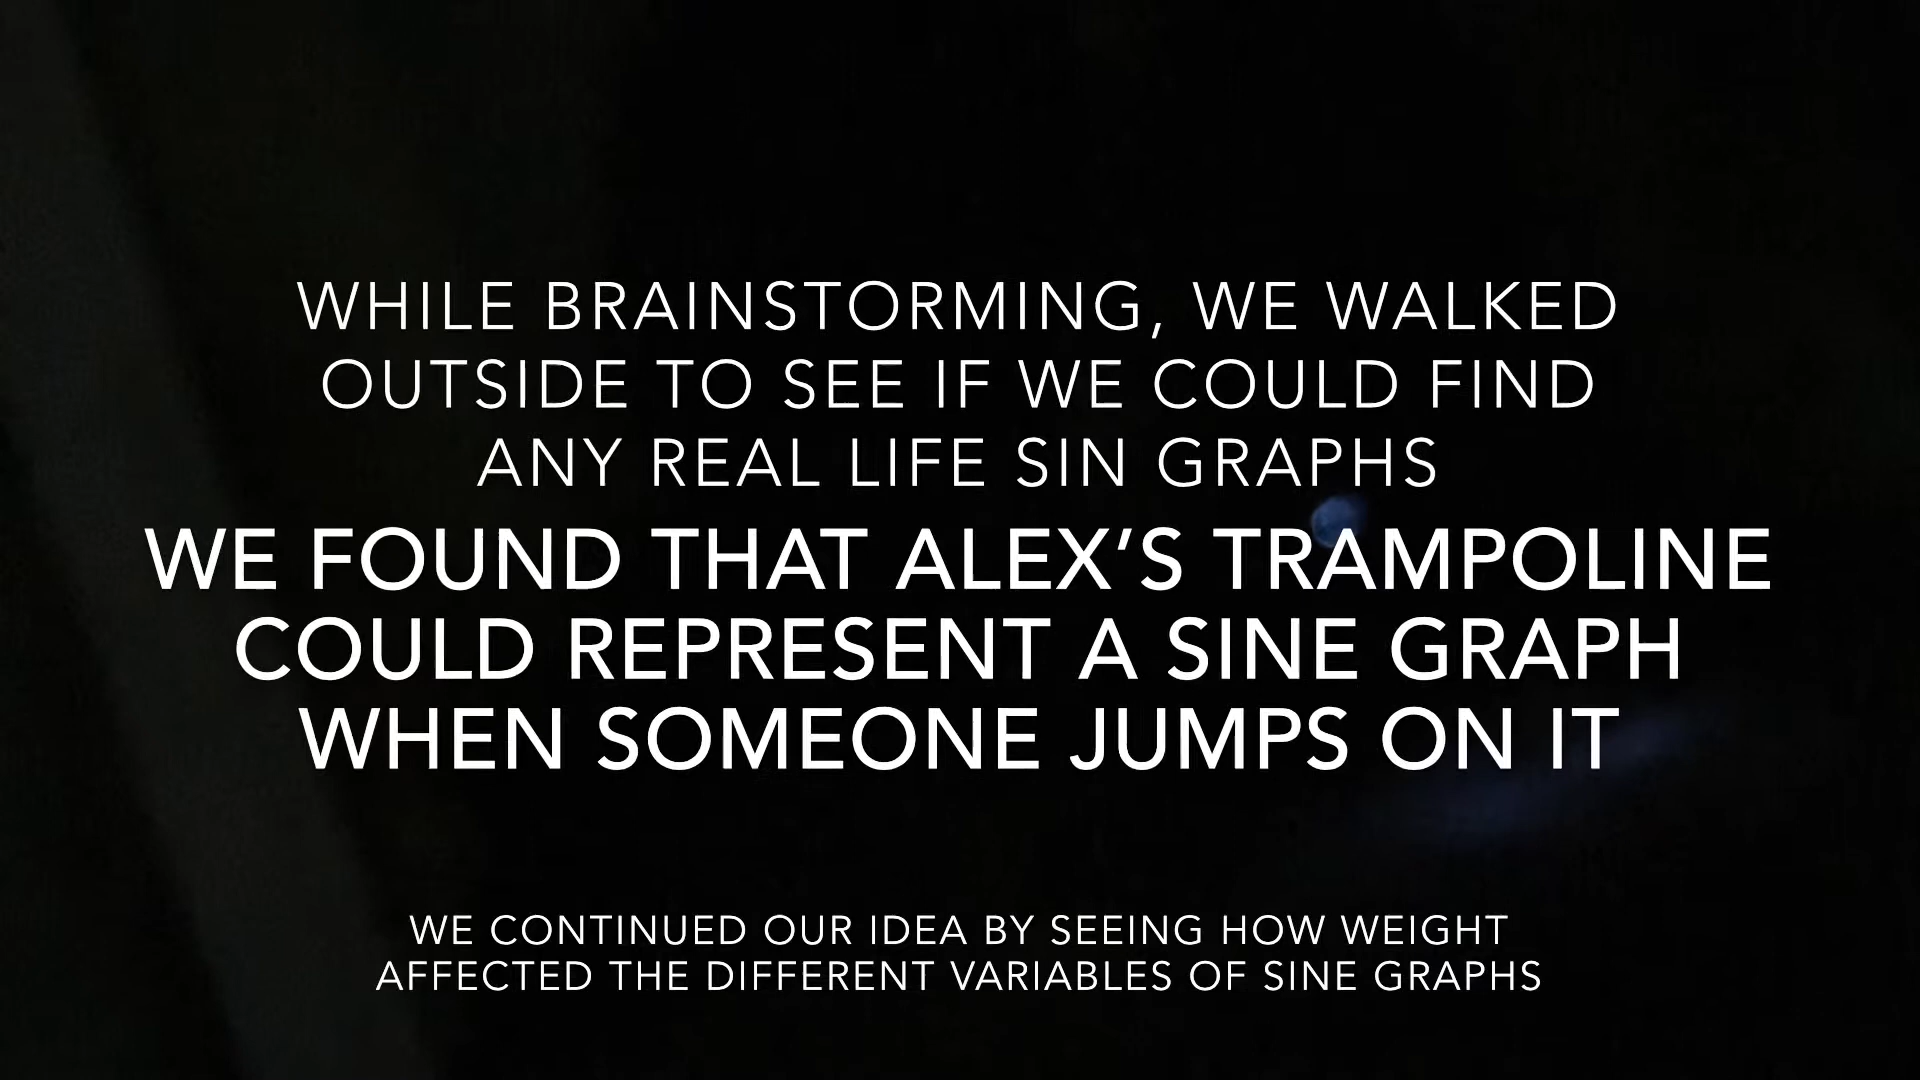 WHILE BRAINSTORMING, WE WALKED
OUTSIDE TO SEE IF WE COULD FIND
ANY REAL LIFE SIN GRAPHS
WE FOUND THAT ALEX’S TRAMPOLINE
COULD REPRESENT A SINE GRAPH
WHEN SOMEONE JUMPS ON IT
WE CONTINUED OUR IDEA BY SEEING HOW WEIGHT
AFFECTED THE DIFFERENT VARIABLES OF SINE GRAPHS